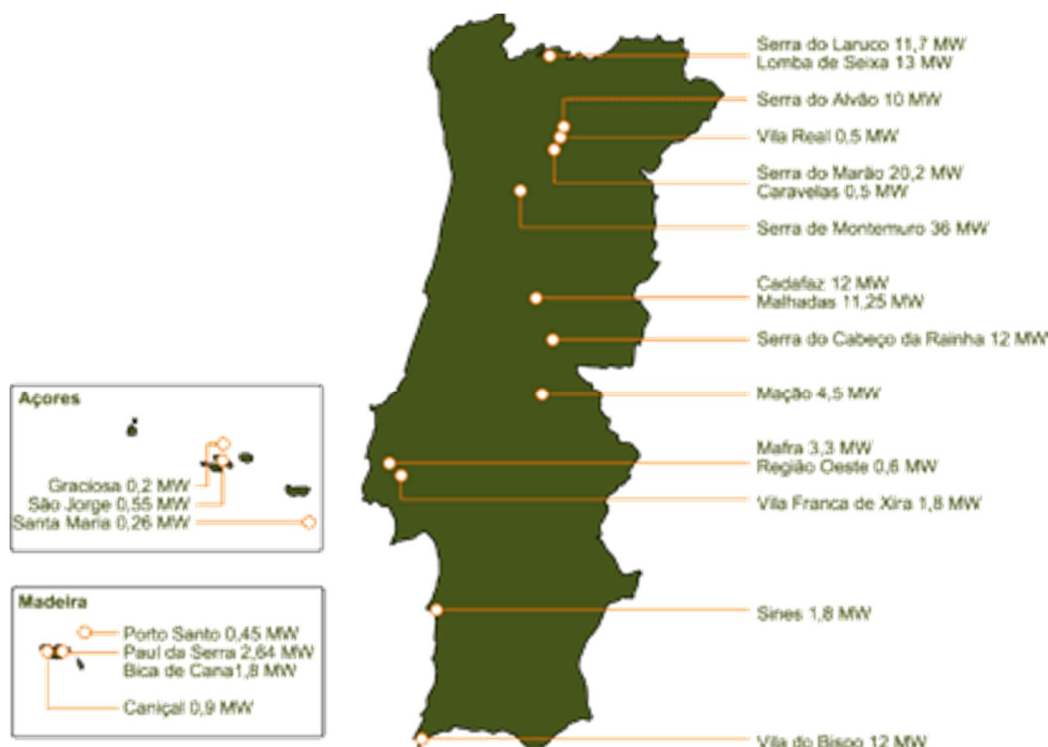 Serra do Laruco 11,7 MW
Lomba de Seixa 13 MW
Serra do Alvão 10 MW
Vila Real 0,5 MW
Serra do Marão 20,2 MW
Caravelas 0,5 MW
Serra de Montemuro 36 MW
Cadafaz 12 MW
Malhadas 11,25 MW
Serra do Cabeço da Rainha 12 MW
Mação 4,5 MW
Mafra 3,3 MW
Região Oeste 0,6 MW
Vila Franca de Xira 1,8 MW
Sines 1,8 MW
Vila do Bispo 12 MW
Açores
Graciosa 0,2 MW
São Jorge 0,55 MW
Santa Maria 0,26 MW
Madeira
Porto Santo 0,45 MW
Paul da Serra 2,64 MW
Bica de Cana1,8 MW
Caniçal 0,9 MW